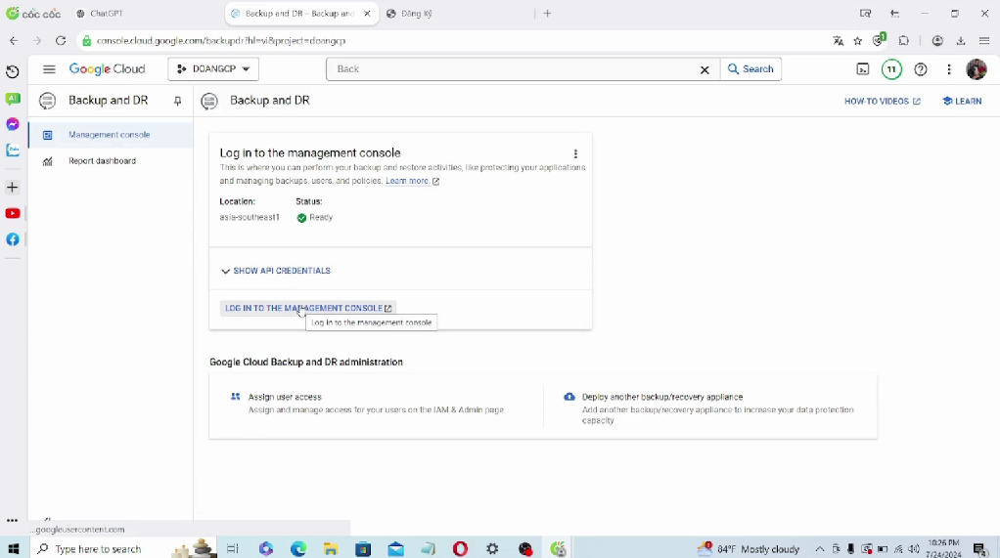 cốc cốc
ChatGPT
Backup and DR – Backup and
Đăng Ký
console.cloud.google.com/backupdr?hl=vi&project=doangcp
1
Google Cloud
DOANGCP
Back
Search
11
Backup and DR
Backup and DR
HOW-TO VIDEOS
LEARN
Management console
Report dashboard
Log in to the management console
This is where you can perform your backup and restore activities, like protecting your applications
and managing backups, users, and policies. Learn more.
Location:
Status:
asia-southeast1
Ready
SHOW API CREDENTIALS
LOG IN TO THE MANAGEMENT CONSOLE
Log in to the management console
Google Cloud Backup and DR administration
Assign user access
Assign and manage access for your users on the IAM & Admin page
Deploy another backup/recovery appliance
Add another backup/recovery appliance to increase your data protection
capacity
...googleusercontent.com
Type here to search
84°F Mostly cloudy
10:26 PM
7/24/2024